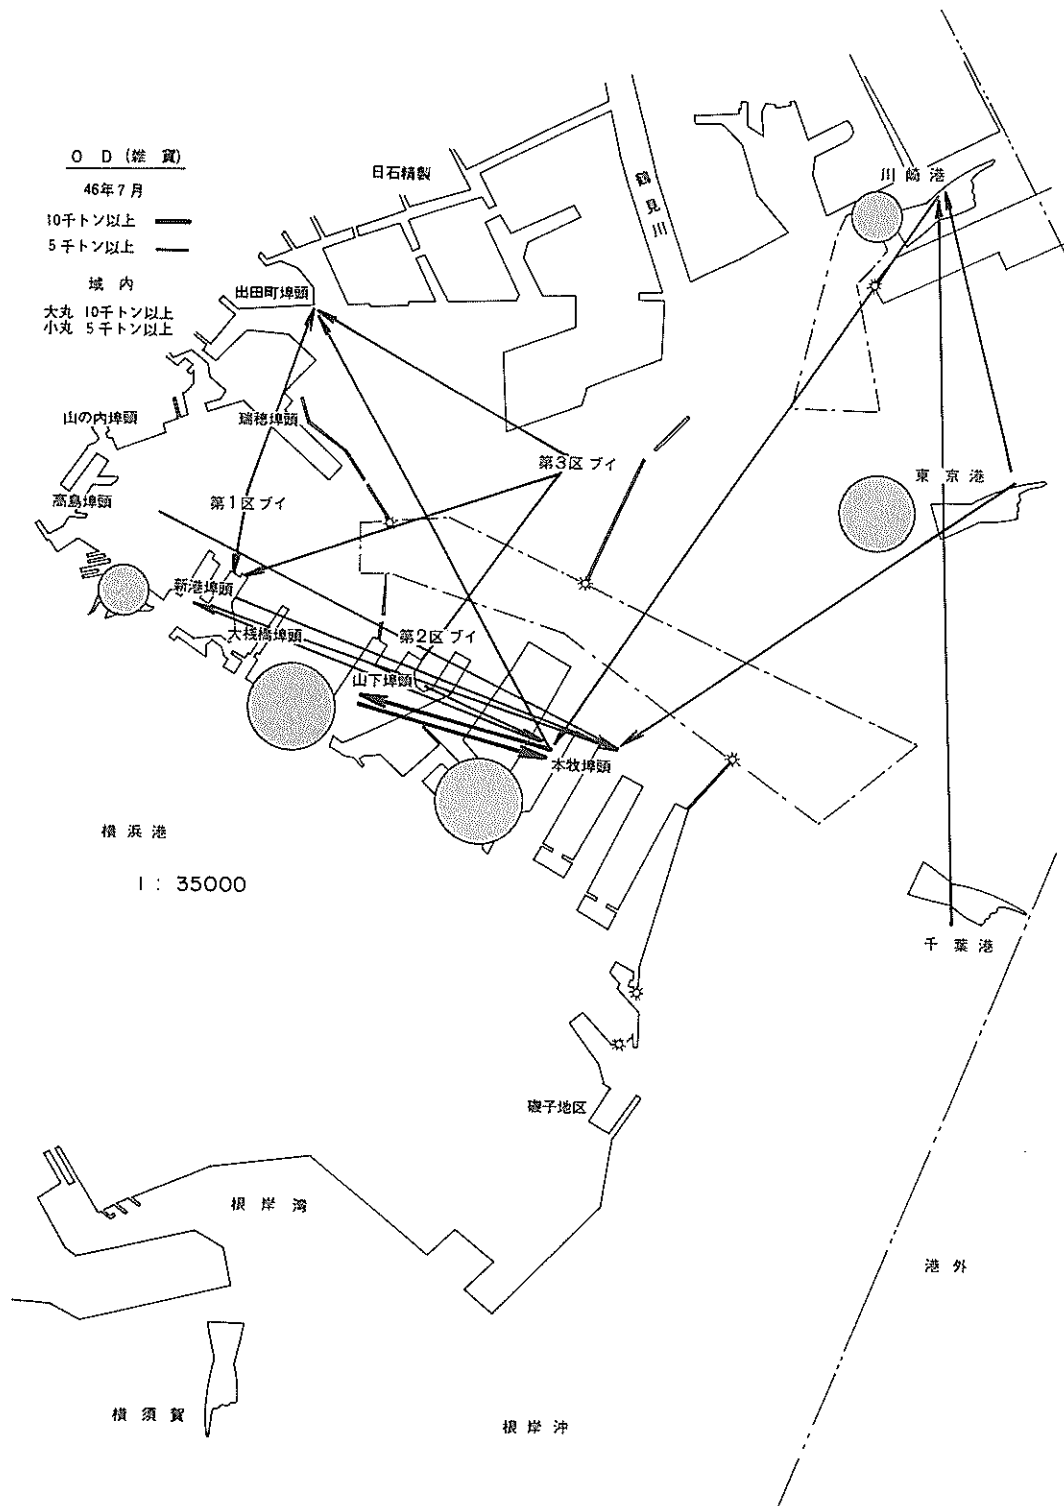 O D (雑貨)
46年7月
10千トン以上
5千トン以上
域内
大丸 10千トン以上
小丸 5千トン以上
日石精製
鶴見川
川崎港
出田町埠頭
山の内埠頭
瑞穂埠頭
第3区ブイ
東京港
高島埠頭
第1区ブイ
新港埠頭
大桟橋埠頭
第2区ブイ
山下埠頭
本牧埠頭
横浜港
1 : 35000
千葉港
磯子地区
根岸湾
港外
横須賀
根岸沖